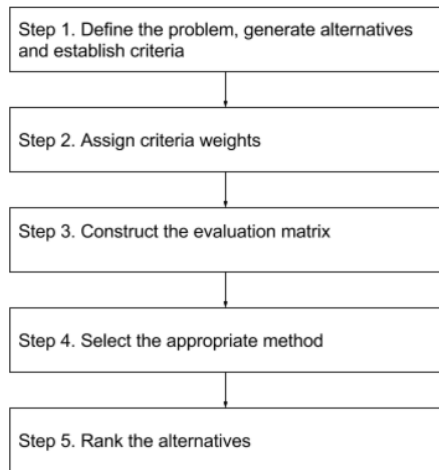 Step 1. Define the problem, generate alternatives
and establish criteria
Step 2. Assign criteria weights
Step 3. Construct the evaluation matrix
Step 4. Select the appropriate method
Step 5. Rank the alternatives